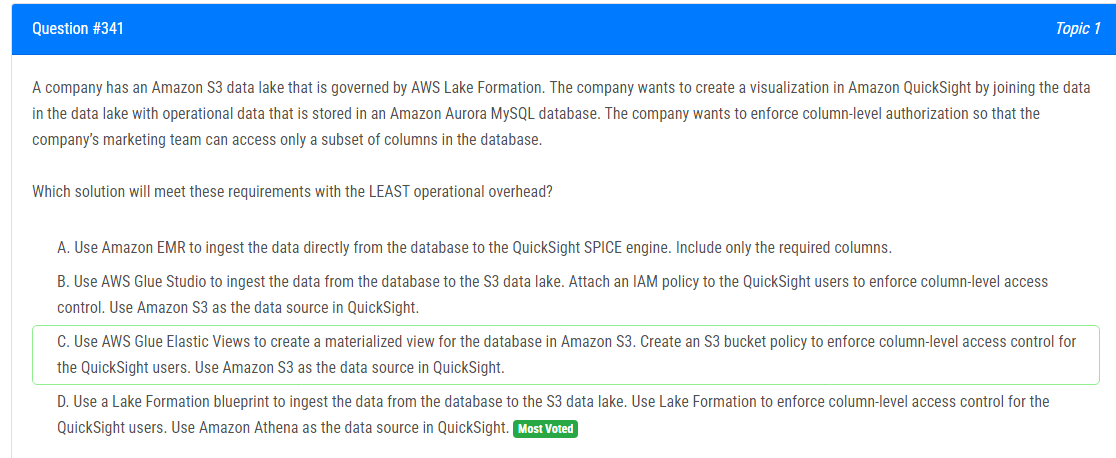 Question #341
Topic 1
A company has an Amazon S3 data lake that is governed by AWS Lake Formation. The company wants to create a visualization in Amazon QuickSight by joining the data
in the data lake with operational data that is stored in an Amazon Aurora MySQL database. The company wants to enforce column-level authorization so that the
company's marketing team can access only a subset of columns in the database.
Which solution will meet these requirements with the LEAST operational overhead?
A. Use Amazon EMR to ingest the data directly from the database to the QuickSight SPICE engine. Include only the required columns.
B. Use AWS Glue Studio to ingest the data from the database to the S3 data lake. Attach an IAM policy to the QuickSight users to enforce column-level access
control. Use Amazon S3 as the data source in QuickSight.
C. Use AWS Glue Elastic Views to create a materialized view for the database in Amazon S3. Create an S3 bucket policy to enforce column-level access control for
the QuickSight users. Use Amazon S3 as the data source in QuickSight.
D. Use a Lake Formation blueprint to ingest the data from the database to the S3 data lake. Use Lake Formation to enforce column-level access control for the
QuickSight users. Use Amazon Athena as the data source in QuickSight. Most Voted